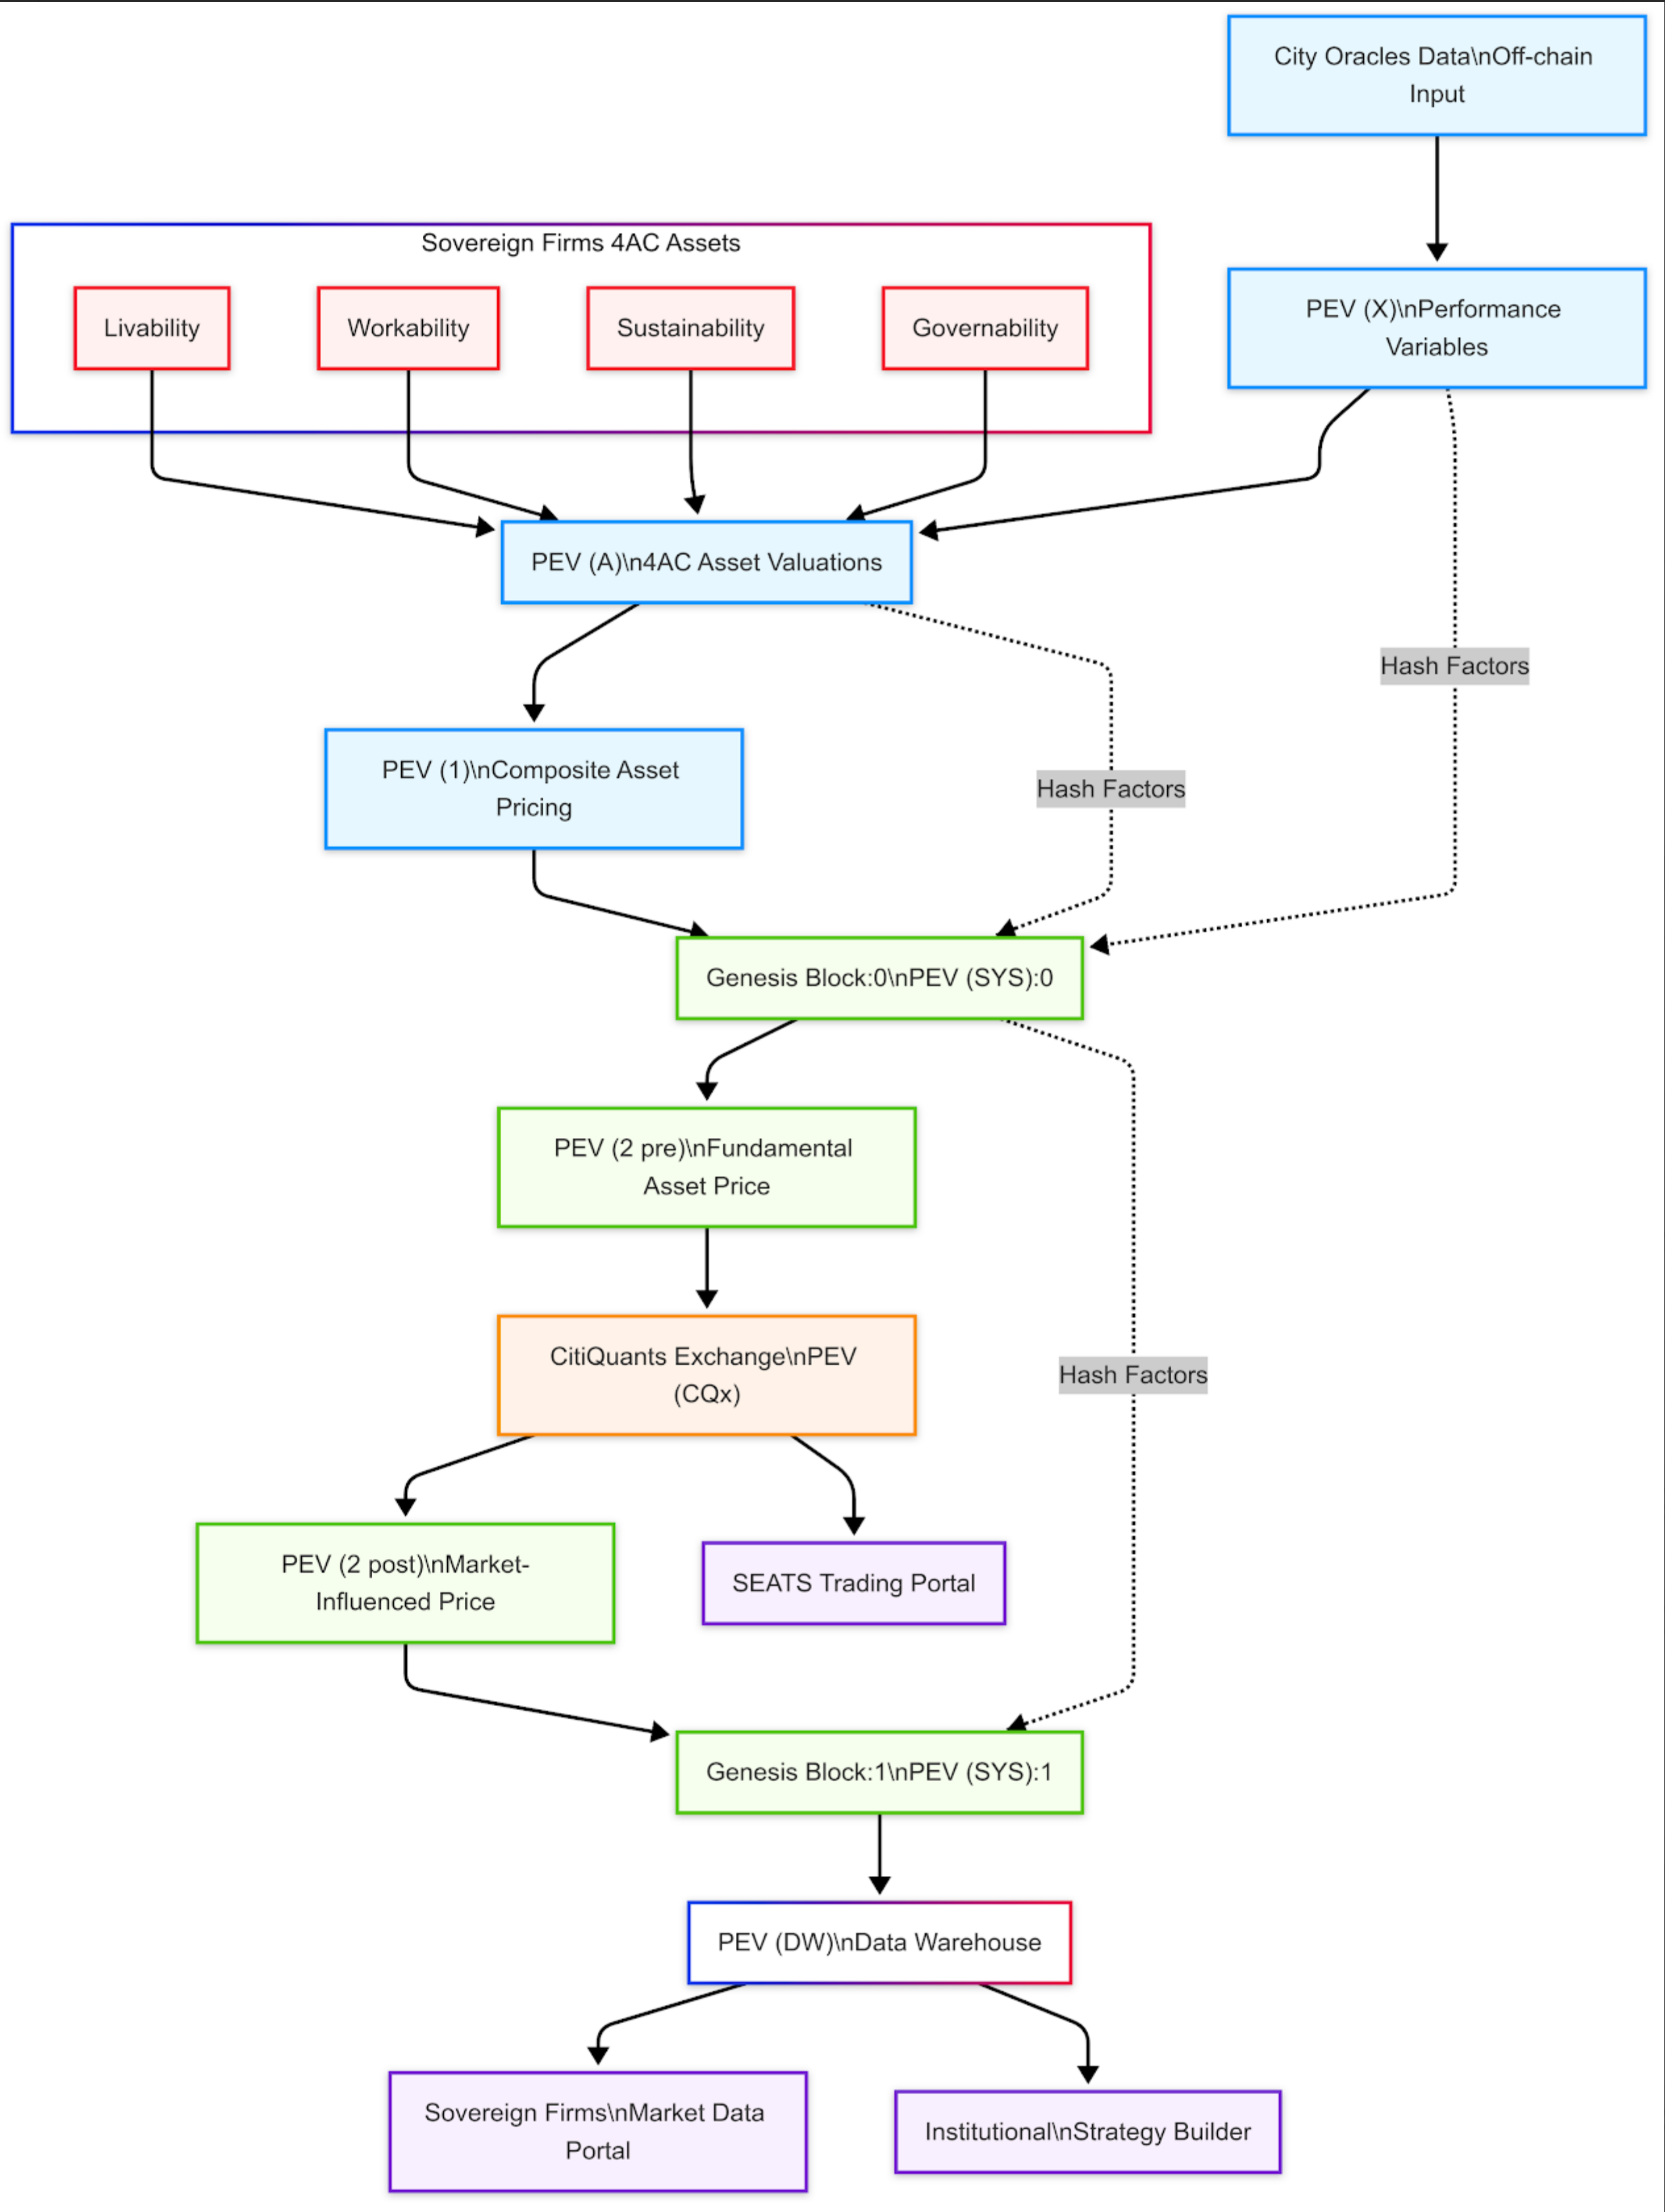 City Oracles Data\nOff-chain
Input
Sovereign Firms 4AC Assets
Livability
Workability
Sustainability
Governability
PEV (X)\nPerformance
Variables
PEV (A)\n4AC Asset Valuations
Hash Factors
PEV (1)\nComposite Asset
Pricing
Hash Factors
Genesis Block:0\nPEV (SYS):0
PEV (2 pre)\nFundamental
Asset Price
CitiQuants Exchange\nPEV
(CQx)
Hash Factors
PEV (2 post)\nMarket-
Influenced Price
SEATS Trading Portal
Genesis Block:1\nPEV (SYS):1
PEV (DW)\nData Warehouse
Sovereign Firms\nMarket Data
Portal
Institutional\nStrategy Builder